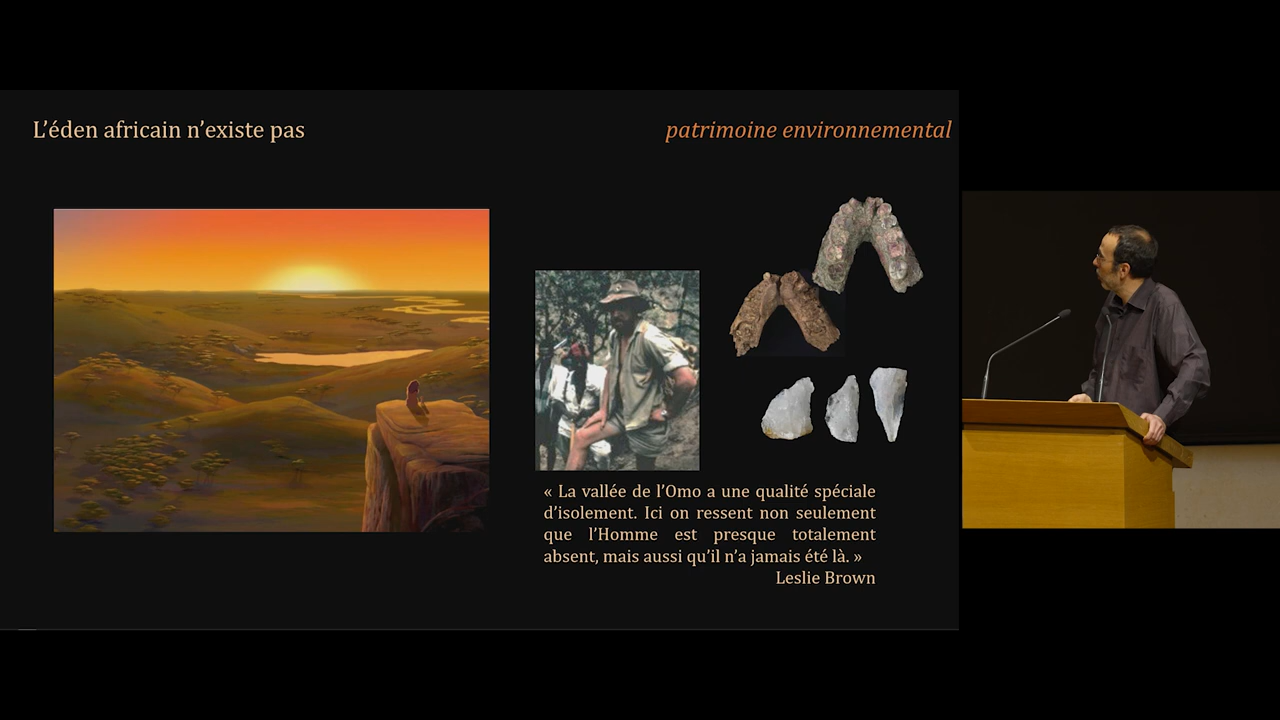 L’éden africain n’existe pas
patrimoine environnemental
« La vallée de l’Omo a une qualité spéciale
d’isolement. Ici on ressent non seulement
que l’Homme est presque totalement
absent, mais aussi qu’il n’a jamais été là. »
Leslie Brown